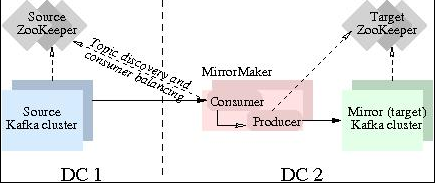 Source
ZooKeeper
Target
ZooKeeper
Topic discovery and
consumer balancing
MirrorMaker
Source
Kafka cluster
Consumer
Producer
Mirror (target)
Kafka cluster
DC 1
DC 2